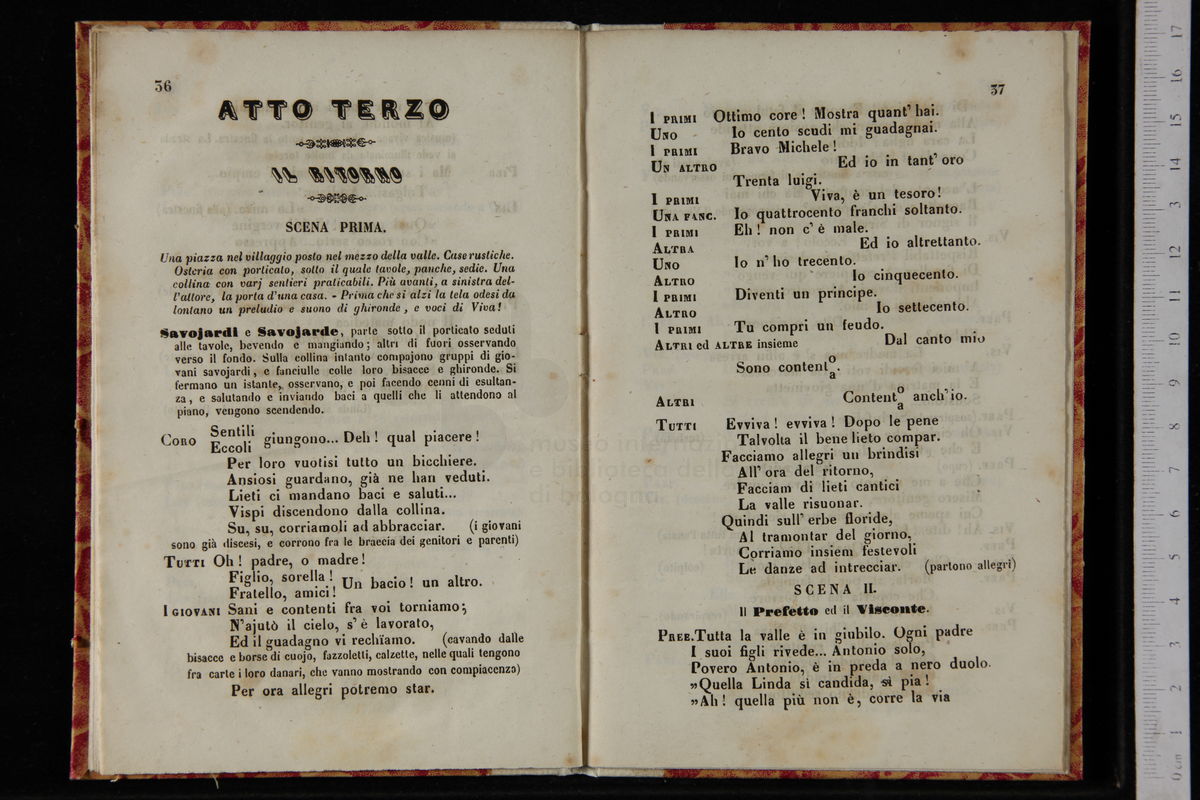 36
ATTO TERZO
IL RITORNO
SCENA PRIMA.
Una piazza nel villaggio posto nel mezzo della valle. Case rustiche.
Osteria con porticato, sotto il quale tavole, panche, sedie. Una
collina con varj sentieri praticabili. Più avanti, a sinistra del-
l'attore, la porta d'una casa. - Prima che si alzi la tela odesi da
lontano un preludio e suono di ghironde, e voci di Viva!
Savojardi e Savojarde, parte sotto il porticato seduti
alle tavole, bevendo e mangiando; altri di fuori osservando
verso il fondo. Sulla collina intanto compajono gruppi di gio-
vani savojardi, e fanciulle colle loro bisacce e ghironde. Si
fermano un istante, osservano, e poi facendo cenni di esultan-
za, e salutando e inviando baci a quelli che li attendono al
piano, vengono scendendo.
CORO Sentili
Eccoli giungono... Deh! qual piacere!
Per loro vuotisi tutto un bicchiere.
Ansiosi guardano, già ne han veduti.
Lieti ci mandano baci e saluti...
Vispi discendono dalla collina.
Su, su, corriamoli ad abbracciar. (i giovani
sono già discesi, e corrono fra le braccia dei genitori e parenti)
TUTTI Oh! padre, o madre!
Figlio, sorella!
Fratello, amici! Un bacio! un altro.
I GIOVANI Sani e contenti fra voi torniamo;
N'ajutò il cielo, s'è lavorato,
Ed il guadagno vi rechiamo. (cavando dalle
bisacce e borse di cuojo, fazzoletti, calzette, nelle quali tengono
fra carte i loro danari, che vanno mostrando con compiacenza)
Per ora allegri potremo star.
37
I PRIMI Ottimo core! Mostra quant' hai.
UNO - Io cento scudi mi guadagnai.
I PRIMI Bravo Michele!
UN ALTRO Ed io in tant' oro
Trenta luigi.
I PRIMI Viva, è un tesoro!
UNA FANC. Io quattrocento franchi soltanto.
I PRIMI Eh! non c'è male.
ALTRA Ed io altrettanto.
UNO Io n'ho trecento.
ALTRO Io cinquecento.
I PRIMI Diventi un principe.
ALTRO Io settecento.
I PRIMI Tu compri un feudo.
ALTRI ed ALTRE insieme Dal canto mio
Sono contento/a.
ALTRI Contento/a anch'io.
TUTTI Evviva! evviva! Dopo le pene
Talvolta il bene lieto compar.
Facciamo allegri un brindisi
All' ora del ritorno,
Facciam di lieti cantici
La valle risuonar.
Quindi sull' erbe floride,
Al tramontar del giorno,
Corriamo insiem festevoli
Le danze ad intrecciar. (partono allegri)
SCENA II.
Il Prefetto ed il Visconte.
PREF. Tutta la valle è in giubilo. Ogni padre
I suoi figli rivede... Antonio solo,
Povero Antonio, è in preda a nero duolo.
»Quella Linda sì candida, sì pia!
»Ah! quella più non è, corre la via
museo
e biblioteca della
di bologna